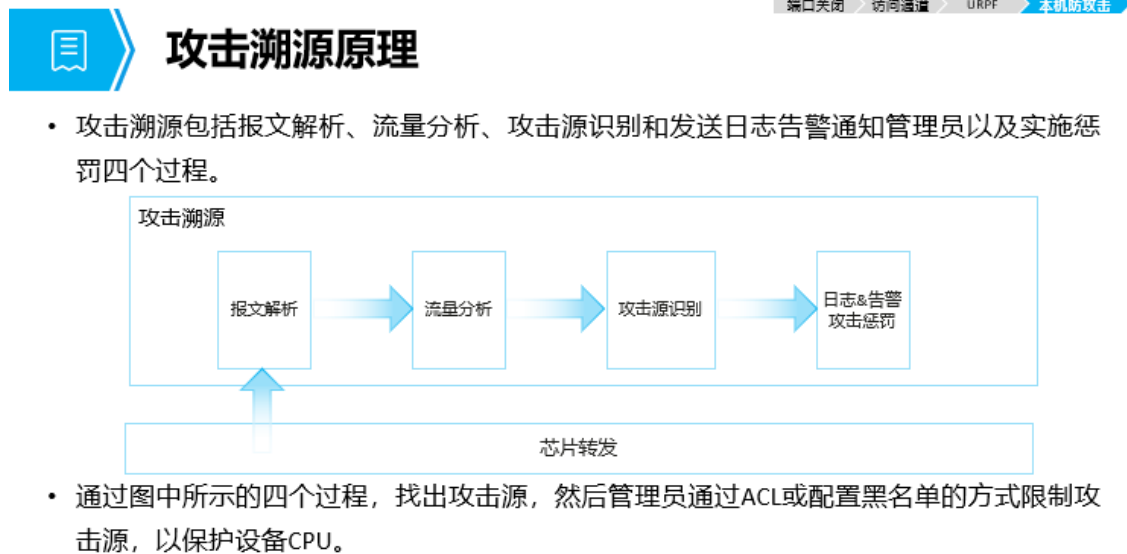 端口关闭 访问通道 URPF 本机防攻击
攻击溯源原理
• 攻击溯源包括报文解析、流量分析、攻击源识别和发送日志告警通知管理员以及实施惩
罚四个过程。
攻击溯源
报文解析
流量分析
攻击源识别
日志&告警
攻击惩罚
芯片转发
• 通过图中所示的四个过程，找出攻击源，然后管理员通过ACL或配置黑名单的方式限制攻
击源，以保护设备CPU。